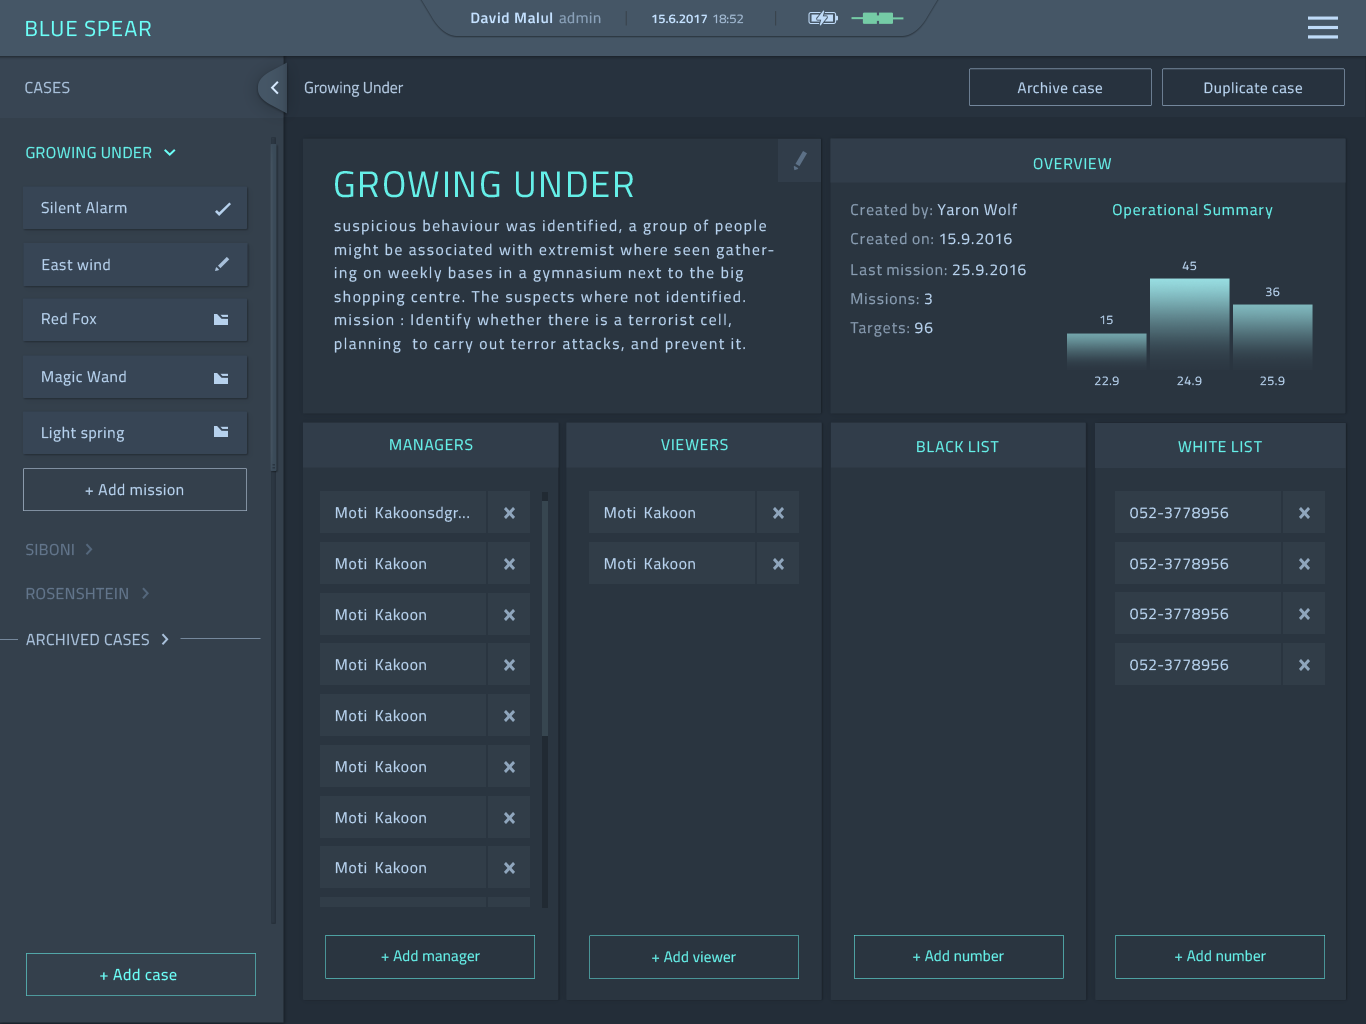 BLUE SPEAR
David Malul admin
15.6.2017 18:52
CASES
Growing Under
Archive case
Duplicate case
GROWING UNDER
Silent Alarm
East wind
Red Fox
Magic Wand
Light spring
+ Add mission
SIBONI
ROSENSHTEIN
ARCHIVED CASES
+ Add case
GROWING UNDER
suspicious behaviour was identified, a group of people
might be associated with extremist where seen gather-
ing on weekly bases in a gymnasium next to the big
shopping centre. The suspects where not identified.
mission : Identify whether there is a terrorist cell,
planning  to carry out terror attacks, and prevent it.
OVERVIEW
Created by: Yaron Wolf
Created on: 15.9.2016
Last mission: 25.9.2016
Missions: 3
Targets: 96
Operational Summary
15
45
36
22.9
24.9
25.9
MANAGERS
Moti Kakoonsdgr...
Moti Kakoon
Moti Kakoon
Moti Kakoon
Moti Kakoon
Moti Kakoon
Moti Kakoon
Moti Kakoon
+ Add manager
VIEWERS
Moti Kakoon
Moti Kakoon
+ Add viewer
BLACK LIST
+ Add number
WHITE LIST
052-3778956
052-3778956
052-3778956
052-3778956
+ Add number